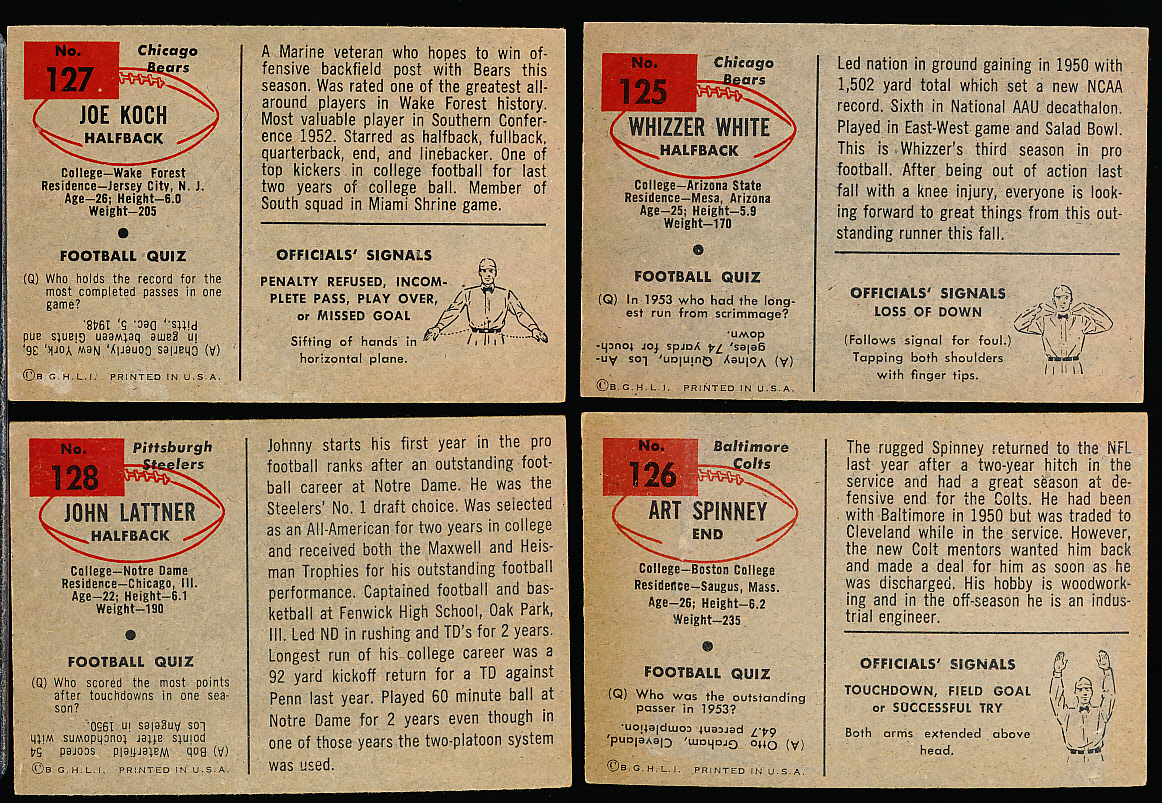 No.
127
Chicago
Bears
JOE KOCH
HALFBACK
College—Wake Forest
Residence—Jersey City, N. J.
Age—26; Height—6.0
Weight—205
FOOTBALL QUIZ
(Q) Who holds the record for the
most completed passes in one
game?
(A) Charles Conerly, New York, 36,
in game between Giants and
Pitts., Dec. 5, 1948.
©B.G.H.L.I. PRINTED IN U.S.A.
A Marine veteran who hopes to win of-
fensive backfield post with Bears this
season. Was rated one of the greatest all-
around players in Wake Forest history.
Most valuable player in Southern Confer-
ence 1952. Starred as halfback, fullback,
quarterback, end, and linebacker. One of
top kickers in college football for last
two years of college ball. Member of
South squad in Miami Shrine game.
OFFICIALS' SIGNALS
PENALTY REFUSED, INCOM-
PLETE PASS, PLAY OVER,
or MISSED GOAL
Sifting of hands in
horizontal plane.
No.
125
Chicago
Bears
WHIZZER WHITE
HALFBACK
College—Arizona State
Residence—Mesa, Arizona
Age—25; Height—5.9
Weight—170
FOOTBALL QUIZ
(Q) In 1953 who had the long-
est run from scrimmage?
(A) Volney Quinlan, Los An-
geles, 74 yards for touch-
down.
©B.G.H.L.I. PRINTED IN U.S.A.
Led nation in ground gaining in 1950 with
1,502 yard total which set a new NCAA
record. Sixth in National AAU decathalon.
Played in East-West game and Salad Bowl.
This is Whizzer's third season in pro
football. After being out of action last
fall with a knee injury, everyone is look-
ing forward to great things from this out-
standing runner this fall.
OFFICIALS' SIGNALS
LOSS OF DOWN
(Follows signal for foul.)
Tapping both shoulders
with finger tips.
No.
128
Pittsburgh
Steelers
JOHN LATTNER
HALFBACK
College—Notre Dame
Residence—Chicago, Ill.
Age—22; Height—6.1
Weight—190
FOOTBALL QUIZ
(Q) Who scored the most points
after touchdowns in one sea-
son?
(A) Bob Waterfield scored 54
points after touchdowns with
Los Angeles in 1950.
©B.G.H.L.I. PRINTED IN U.S.A.
Johnny starts his first year in the pro
football ranks after an outstanding foot-
ball career at Notre Dame. He was the
Steelers' No. 1 draft choice. Was selected
as an All-American for two years in college
and received both the Maxwell and Heis-
man Trophies for his outstanding football
performance. Captained football and bas-
ketball at Fenwick High School, Oak Park,
Ill. Led ND in rushing and TD's for 2 years.
Longest run of his college career was a
92 yard kickoff return for a TD against
Penn last year. Played 60 minute ball at
Notre Dame for 2 years even though in
one of those years the two-platoon system
was used.
No.
126
Baltimore
Colts
ART SPINNEY
END
College—Boston College
Residence—Saugus, Mass.
Age—26; Height—6.2
Weight—235
FOOTBALL QUIZ
(Q) Who was the outstanding
passer in 1953?
(A) Otto Graham, Cleveland,
64.7 percent completion.
©B.G.H.L.I. PRINTED IN U.S.A.
The rugged Spinney returned to the NFL
last year after a two-year hitch in the
service and had a great season at de-
fensive end for the Colts. He had been
with Baltimore in 1950 but was traded to
Cleveland while in the service. However,
the new Colt mentors wanted him back
and made a deal for him as soon as he
was discharged. His hobby is woodwork-
ing and in the off-season he is an indus-
trial engineer.
OFFICIALS' SIGNALS
TOUCHDOWN, FIELD GOAL
or SUCCESSFUL TRY
Both arms extended above
head.